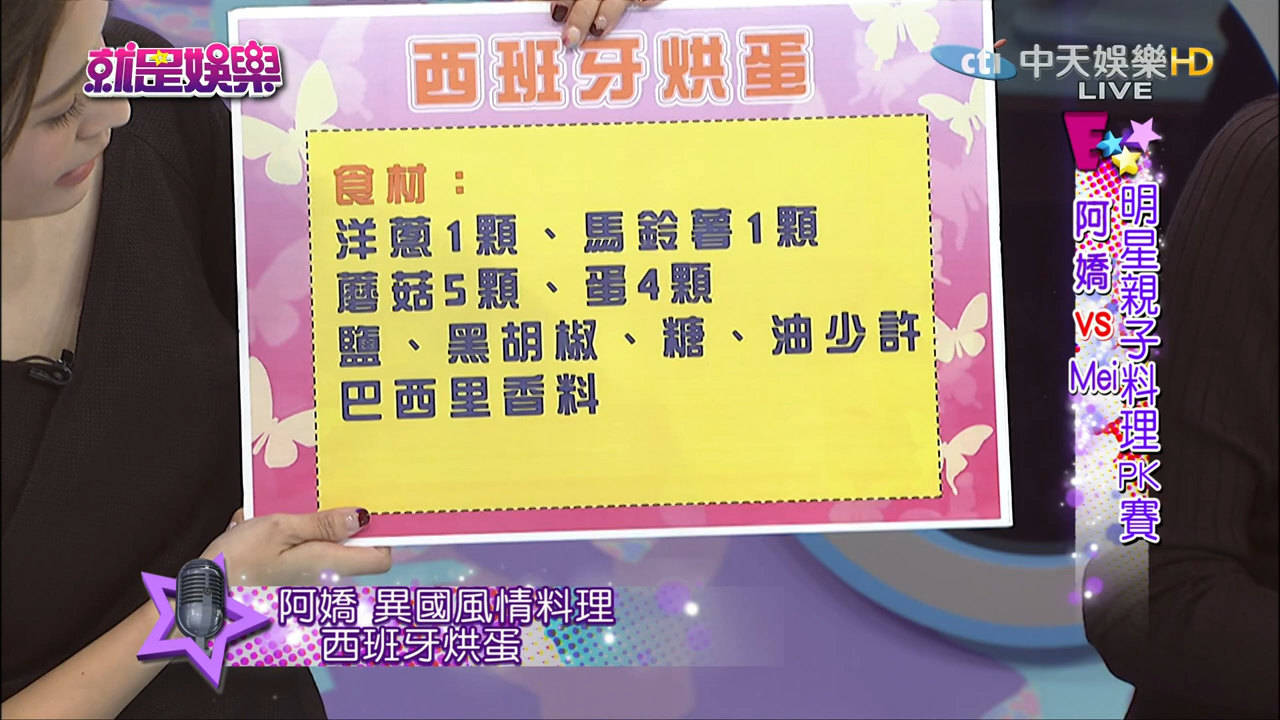 就是娛樂
西班牙烘蛋
cti 中天娛樂HD
LIVE
食材：
洋蔥1顆、馬鈴薯1顆
蘑菇5顆、蛋4顆
鹽、黑胡椒、糖、油少許
巴西里香料
E
明星親子料理PK賽
阿嬌 vs Mei
阿嬌 異國風情料理
西班牙烘蛋